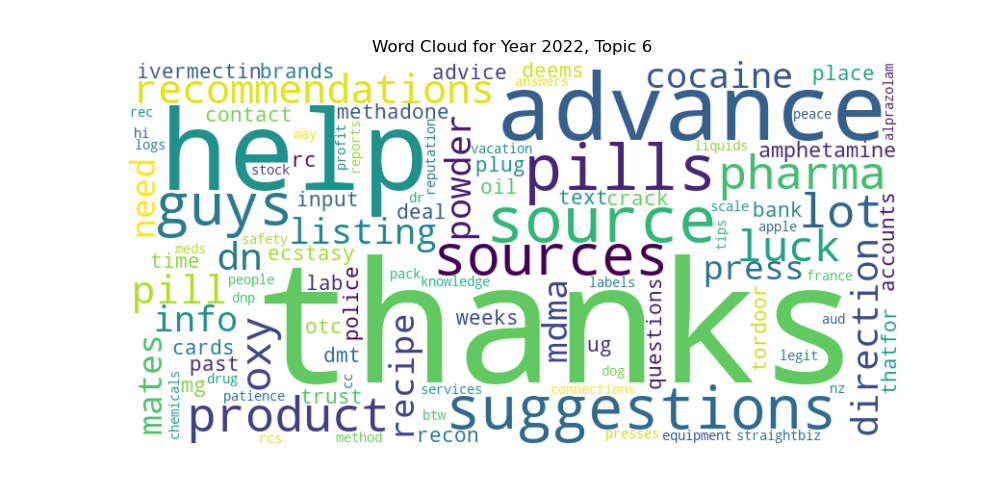 Word Cloud for Year 2022, Topic 6
ivermectin brands advice deems cocaine place
recommendations answers
rec contact methadone advance peace alprazolam
hi help way profit reports reputation powder vacation liquids amphetamine
logs rc stock plug pills pharma
need guys input dr deal oil text crack scale bank lot accounts
listing source tips apple luck
meds safety dn ecstasy sources press
time people pack knowledge labels france
pill dnp lab police thanks direction
info otc oxy weeks mdma ug questions tordoor aud thatfor
mates cards dmt recipe legit
past dog
mg drug trust cc services connections nz
chemicals patience
product btw suggestions
rcs method recon presses equipment straightbiz